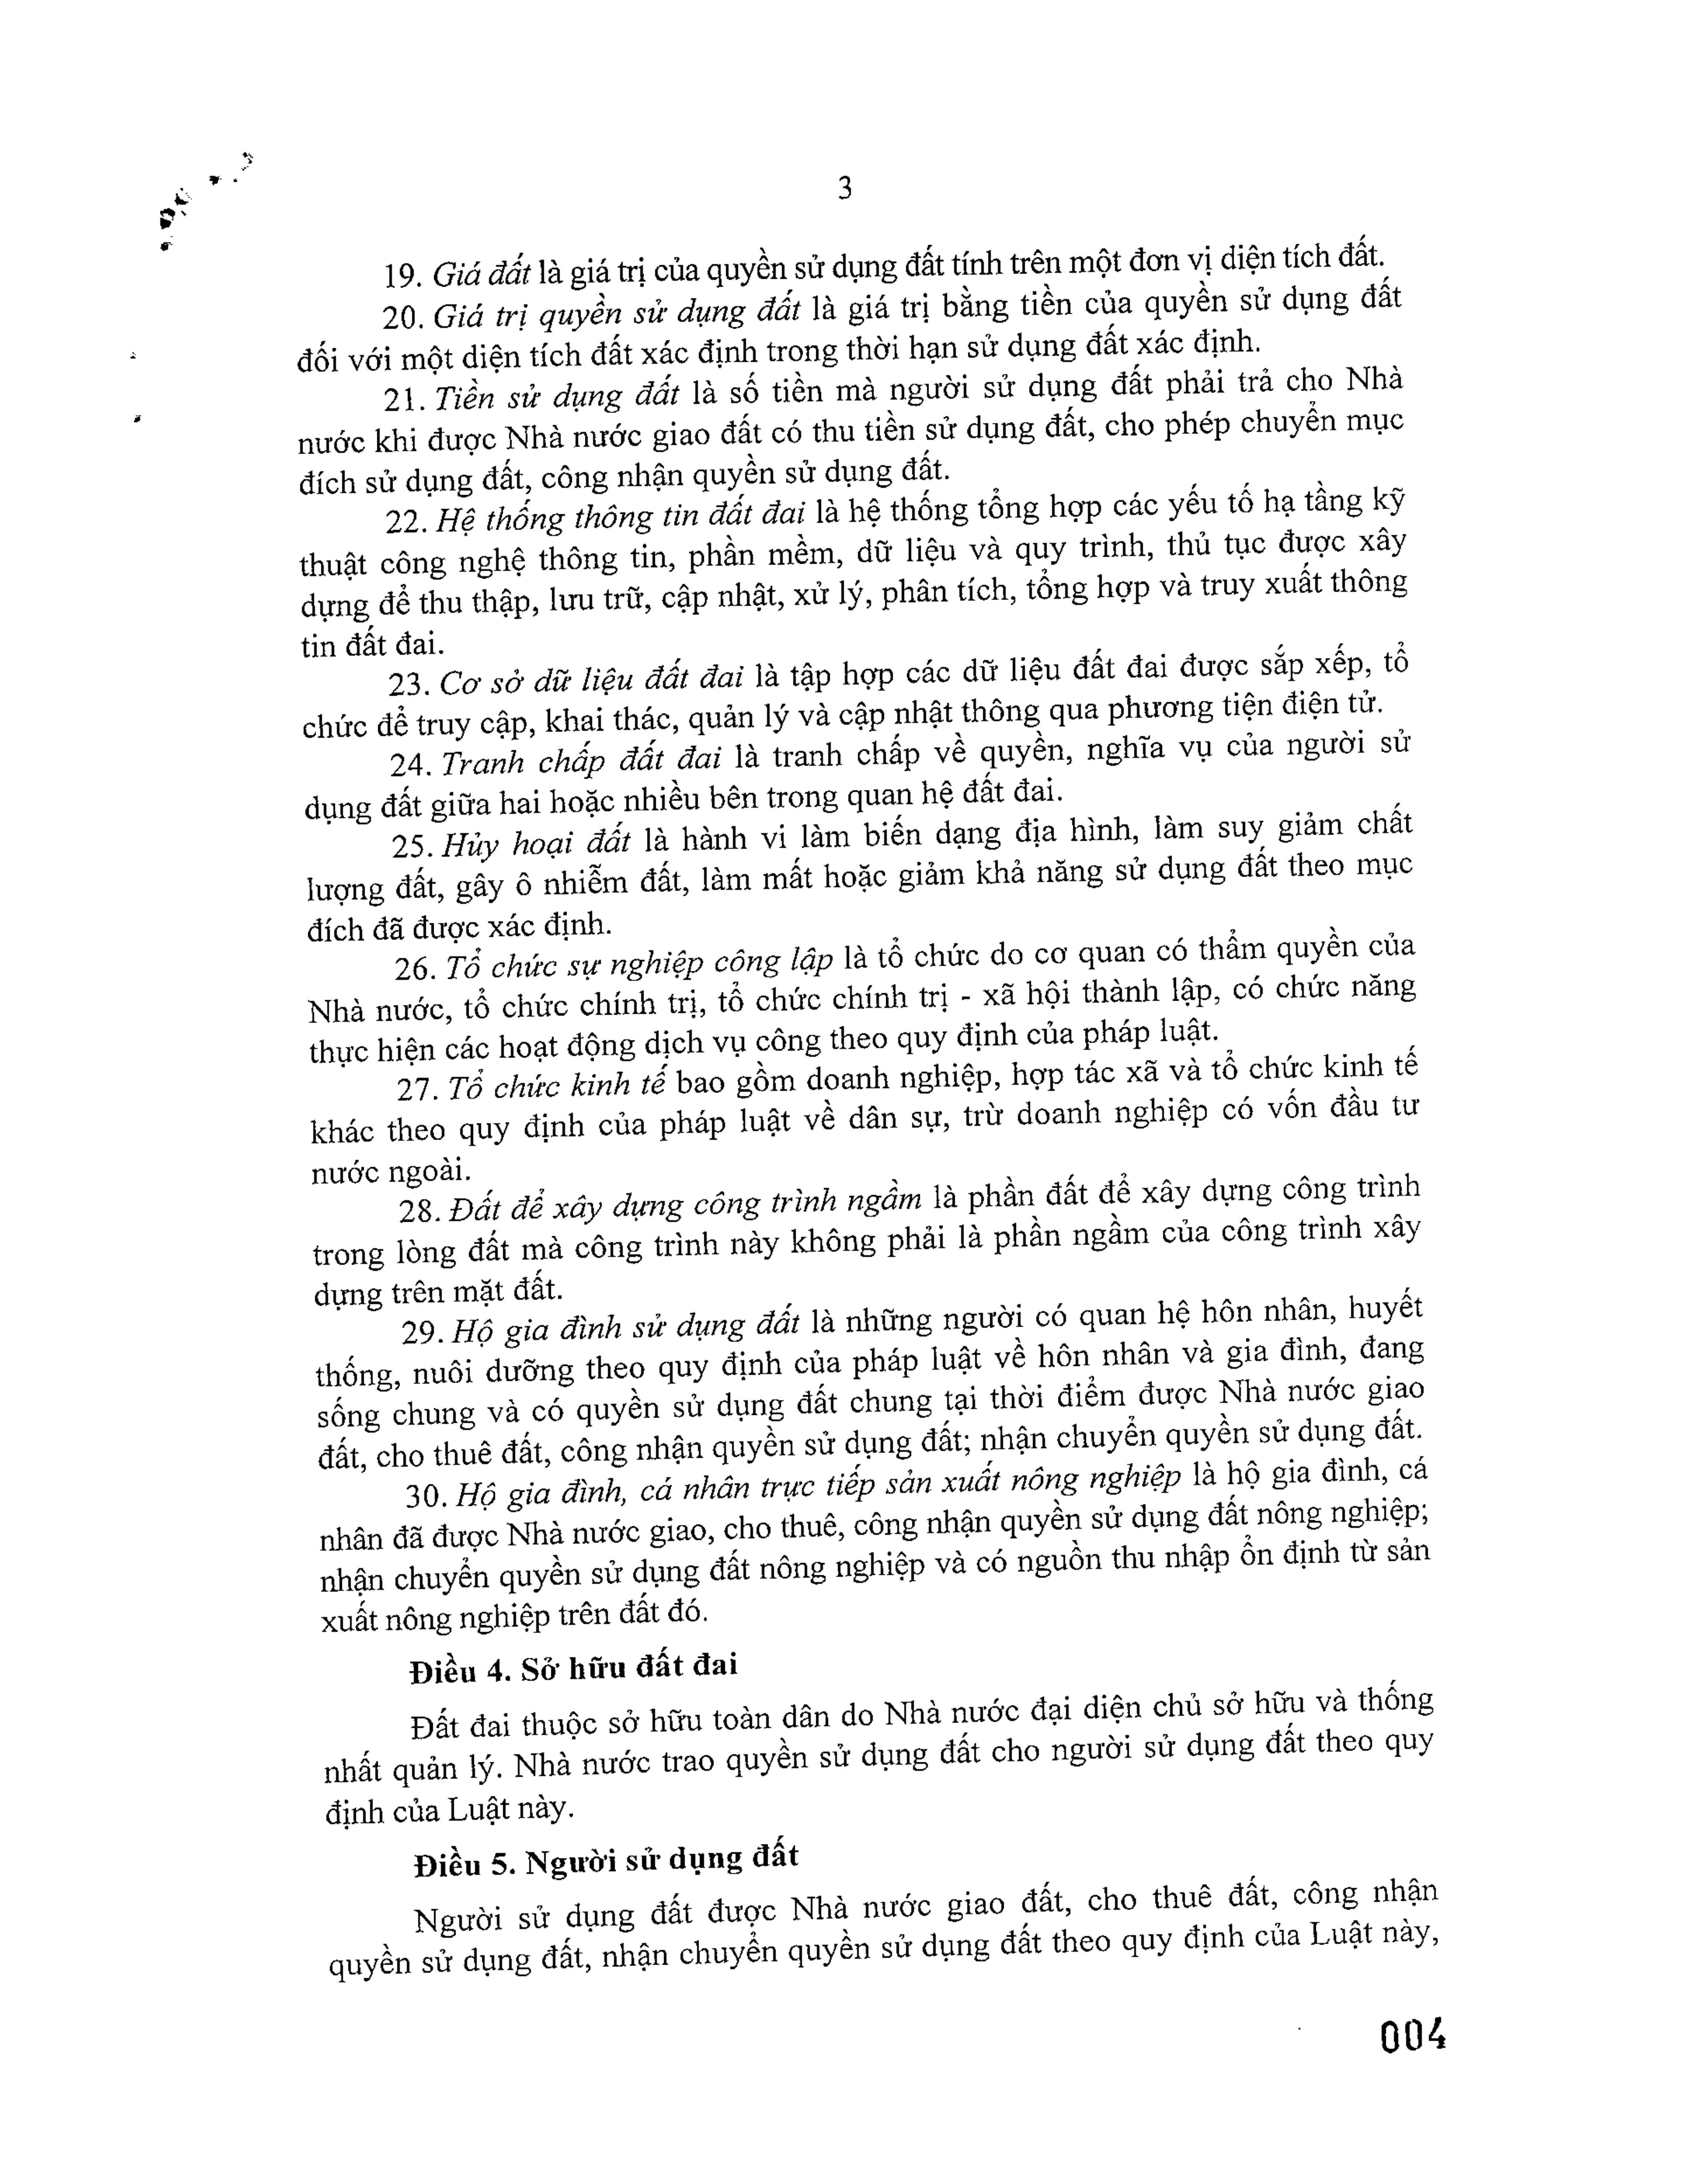 3
19. Giá đất là giá trị của quyền sử dụng đất tính trên một đơn vị diện tích đất.
20. Giá trị quyền sử dụng đất là giá trị bằng tiền của quyền sử dụng đất
đối với một diện tích đất xác định trong thời hạn sử dụng đất xác định.
21. Tiền sử dụng đất là số tiền mà người sử dụng đất phải trả cho Nhà
nước khi được Nhà nước giao đất có thu tiền sử dụng đất, cho phép chuyển mục
đích sử dụng đất, công nhận quyền sử dụng đất.
22. Hệ thống thông tin đất đai là hệ thống tổng hợp các yếu tố hạ tầng kỹ
thuật công nghệ thông tin, phần mềm, dữ liệu và quy trình, thủ tục được xây
dựng để thu thập, lưu trữ, cập nhật, xử lý, phân tích, tổng hợp và truy xuất thông
tin đất đai.
23. Cơ sở dữ liệu đất đai là tập hợp các dữ liệu đất đai được sắp xếp, tổ
chức để truy cập, khai thác, quản lý và cập nhật thông qua phương tiện điện tử.
24. Tranh chấp đất đai là tranh chấp về quyền, nghĩa vụ của người sử
dụng đất giữa hai hoặc nhiều bên trong quan hệ đất đai.
25. Hủy hoại đất là hành vi làm biến dạng địa hình, làm suy giảm chất
lượng đất, gây ô nhiễm đất, làm mất hoặc giảm khả năng sử dụng đất theo mục
đích đã được xác định.
26. Tổ chức sự nghiệp công lập là tổ chức do cơ quan có thẩm quyền của
Nhà nước, tổ chức chính trị, tổ chức chính trị - xã hội thành lập, có chức năng
thực hiện các hoạt động dịch vụ công theo quy định của pháp luật.
27. Tổ chức kinh tế bao gồm doanh nghiệp, hợp tác xã và tổ chức kinh tế
khác theo quy định của pháp luật về dân sự, trừ doanh nghiệp có vốn đầu tư
nước ngoài.
28. Đất để xây dựng công trình ngầm là phần đất để xây dựng công trình
trong lòng đất mà công trình này không phải là phần ngầm của công trình xây
dựng trên mặt đất.
29. Hộ gia đình sử dụng đất là những người có quan hệ hôn nhân, huyết
thống, nuôi dưỡng theo quy định của pháp luật về hôn nhân và gia đình, đang
sống chung và có quyền sử dụng đất chung tại thời điểm được Nhà nước giao
đất, cho thuê đất, công nhận quyền sử dụng đất; nhận chuyển quyền sử dụng đất.
30. Hộ gia đình, cá nhân trực tiếp sản xuất nông nghiệp là hộ gia đình, cá
nhân đã được Nhà nước giao, cho thuê, công nhận quyền sử dụng đất nông nghiệp;
nhận chuyển quyền sử dụng đất nông nghiệp và có nguồn thu nhập ổn định từ sản
xuất nông nghiệp trên đất đó.
Điều 4. Sở hữu đất đai
Đất đai thuộc sở hữu toàn dân do Nhà nước đại diện chủ sở hữu và thống
nhất quản lý. Nhà nước trao quyền sử dụng đất cho người sử dụng đất theo quy
định của Luật này.
Điều 5. Người sử dụng đất
Người sử dụng đất được Nhà nước giao đất, cho thuê đất, công nhận
quyền sử dụng đất, nhận chuyển quyền sử dụng đất theo quy định của Luật này,
004